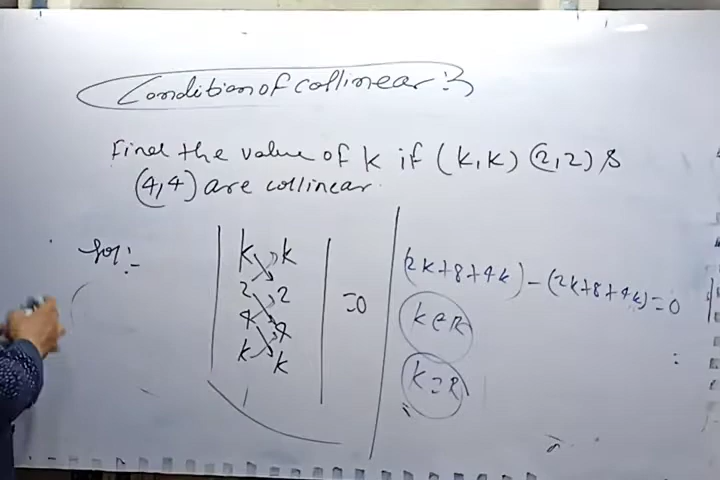 Condition of collinear :-
Find the value of k if (k,k) (2,2) &
(4,4) are collinear.
Sol:-
k k
2 2
4 4
k k
=0
(2k+8+4k) - (2k+8+4k) = 0
k∈R
k=R